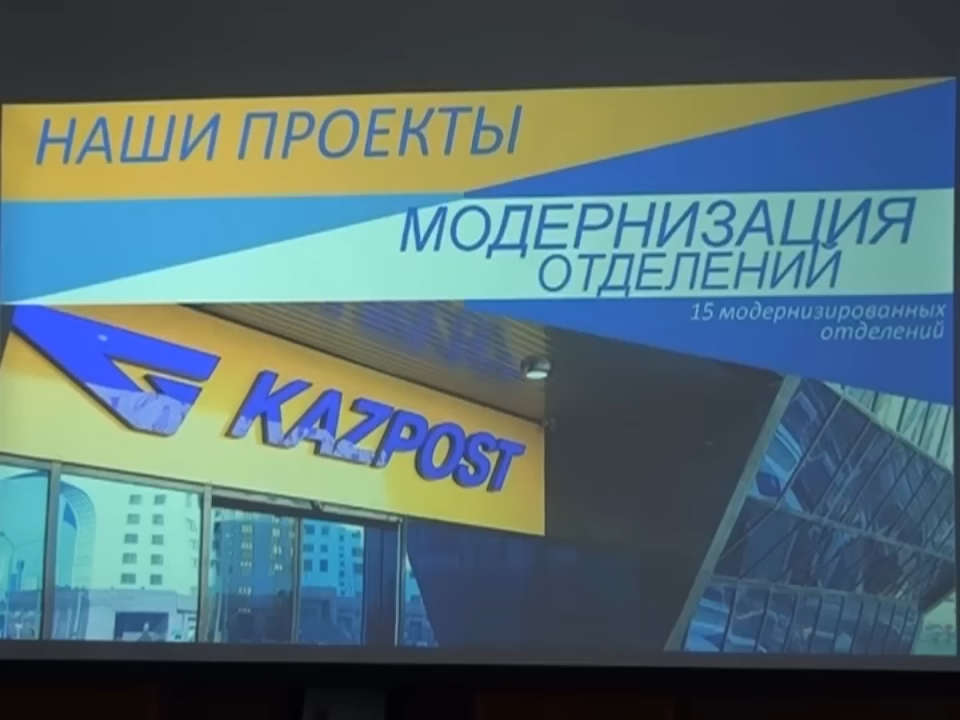 НАШИ ПРОЕКТЫ
МОДЕРНИЗАЦИЯ
ОТДЕЛЕНИЙ
15 модернизированных
отделений
KAZPOST